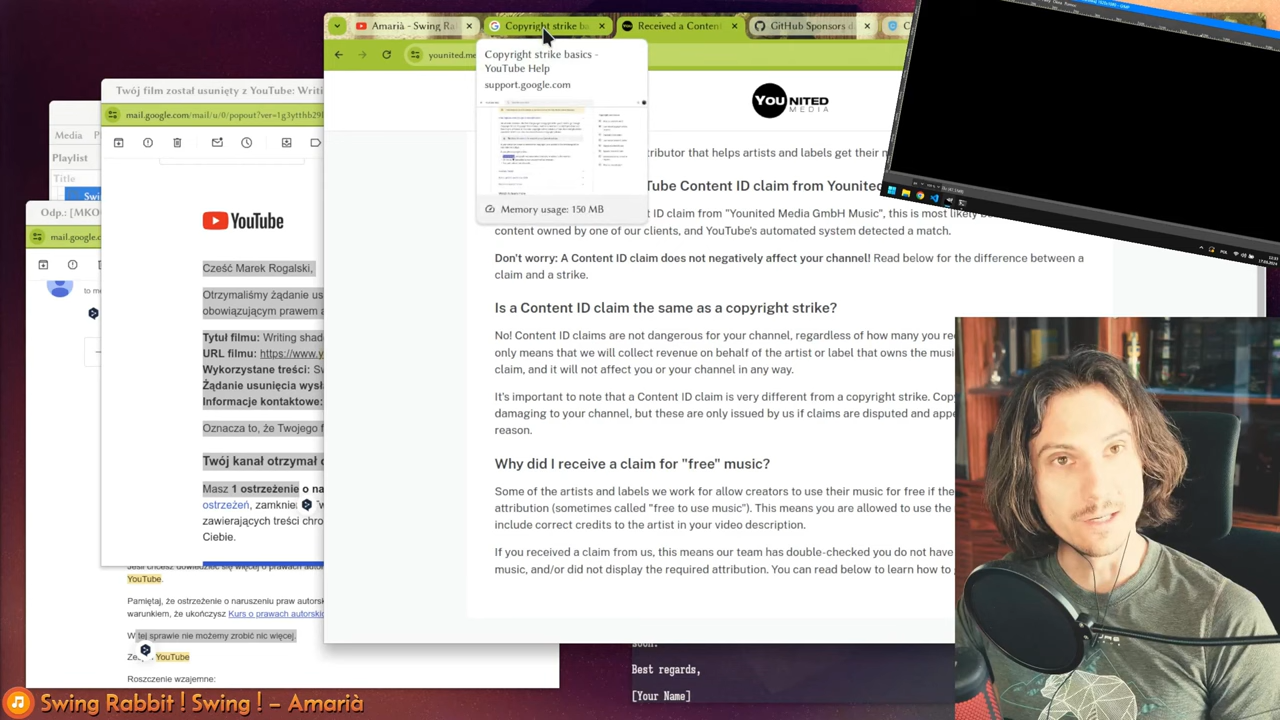 Amarià - Swing R
Copyright strike ba
Received a Conten
GitHub Sponsors d
younited.me
Copyright strike basics -
YouTube Help
support.google.com
Memory usage: 150 MB
YOU NITED
MEDIA
Twój film został usunięty z YouTube: Writi
mail.google.com/mail/u/0/popout?ver=1g3ytthb29l
Media
Playlist
Title
Swin
Odp.: [MKO
mail.google.c
to me
YouTube
Cześć Marek Rogalski,
Otrzymaliśmy żądanie us
obowiązującym prawem a
Tytuł filmu: Writing shad
URL filmu: https://www.y
Wykorzystane treści: Sw
Żądanie usunięcia wysła
Informacje kontaktowe:
Oznacza to, że Twojego f
Twój kanał otrzymał o
Masz 1 ostrzeżenie o na
ostrzeżeń, zamknie
zawierających treści chro
Ciebie.
YouTube.
Pamiętaj, że ostrzeżenie o naruszeniu praw autorsk
warunkiem, że ukończysz Kurs o prawach autorskic
W tej sprawie nie możemy zrobić nic więcej.
YouTube
Roszczenie wzajemne:
tributor that helps artists and labels get their
Tube Content ID claim from Younited
ID claim from "Younited Media GmbH Music", this is most likely
content owned by one of our clients, and YouTube's automated system detected a match.
Don't worry: A Content ID claim does not negatively affect your channel! Read below for the difference between a
claim and a strike.
Is a Content ID claim the same as a copyright strike?
No! Content ID claims are not dangerous for your channel, regardless of how many you re
only means that we will collect revenue on behalf of the artist or label that owns the musi
claim, and it will not affect you or your channel in any way.
It's important to note that a Content ID claim is very different from a copyright strike. Cop
damaging to your channel, but these are only issued by us if claims are disputed and appe
reason.
Why did I receive a claim for "free" music?
Some of the artists and labels we work for allow creators to use their music for free if the
attribution (sometimes called "free to use music"). This means you are allowed to use the
include correct credits to the artist in your video description.
If you received a claim from us, this means our team has double-checked you do not have
music, and/or did not display the required attribution. You can read below to learn how to
soon!
Best regards,
[Your Name]
Swing Rabbit ! Swing ! – Amarià